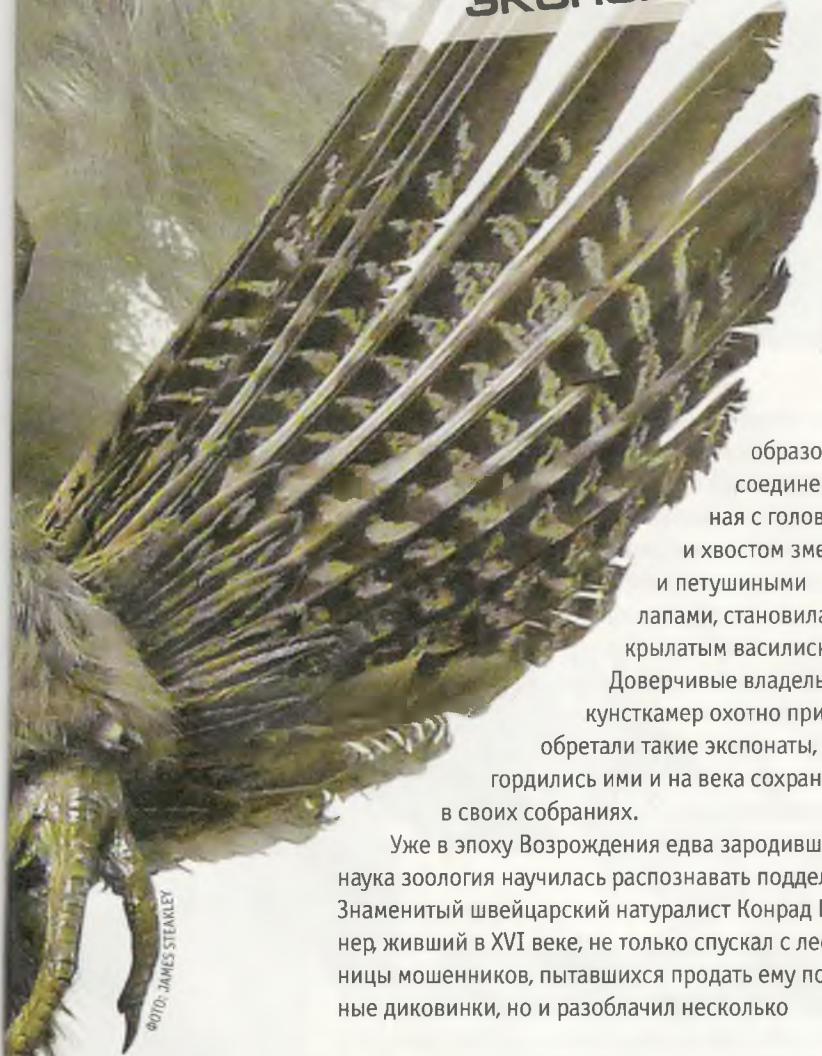 образо
соедине
ная с голов
и хвостом зме
и петушиными
лапами, становила
крылатым василиск
Доверчивые владель
кунсткамер охотно при
обретали такие экспонаты,
гордились ими и на века сохран
в своих собраниях.
Уже в эпоху Возрождения едва зародивш
наука зоология научилась распознавать поддел
Знаменитый швейцарский натуралист Конрад
нер, живший в XVI веке, не только спускал с лес
ницы мошенников, пытавшихся продать ему по
ные диковинки, но и разоблачил несколько
ФОТО: JAMES STEAKLEY